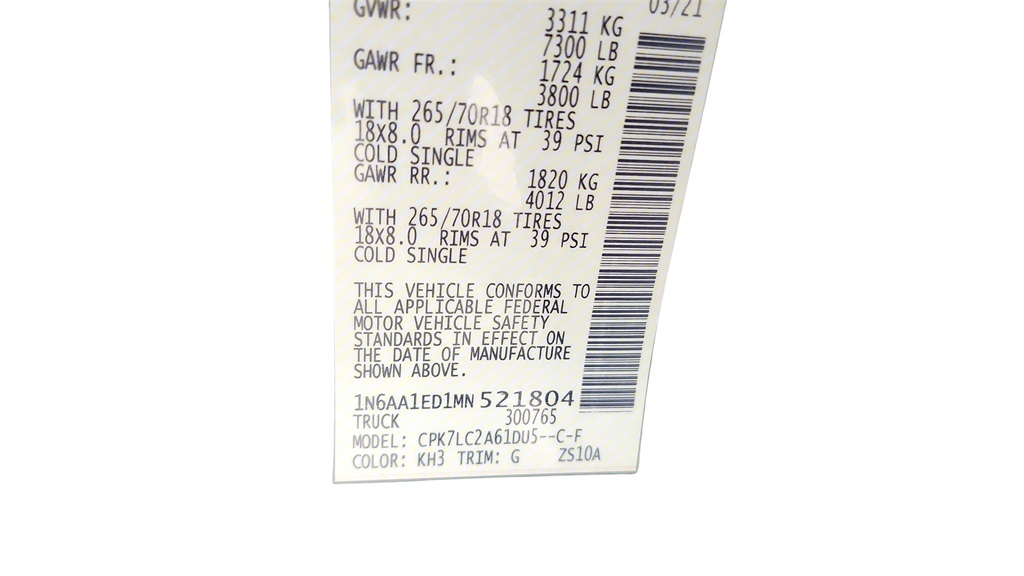 GVWR:
03/21
3311 KG
7300 LB
GAWR FR.:
1724 KG
3800 LB
WITH 265/70R18 TIRES
18X8.0 RIMS AT 39 PSI
COLD SINGLE
GAWR RR.:
1820 KG
4012 LB
WITH 265/70R18 TIRES
18X8.0 RIMS AT 39 PSI
COLD SINGLE
THIS VEHICLE CONFORMS TO
ALL APPLICABLE FEDERAL
MOTOR VEHICLE SAFETY
STANDARDS IN EFFECT ON
THE DATE OF MANUFACTURE
SHOWN ABOVE.
1N6AA1ED1MN521804
TRUCK 300765
MODEL: CPK7LC2A61DU5--C-F
COLOR: KH3 TRIM: G ZS10A